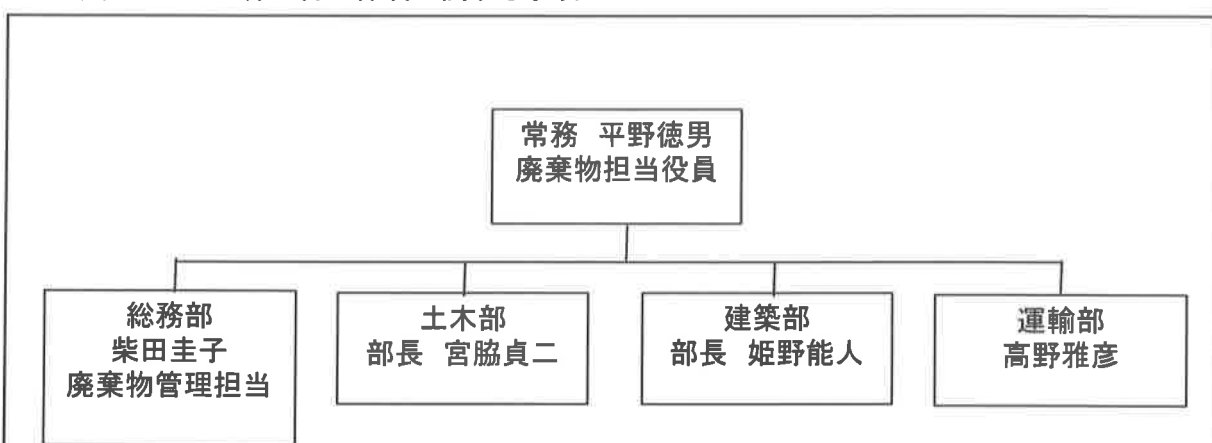 常務 平野徳男
廃棄物担当役員
総務部
柴田圭子
廃棄物管理担当
土木部
部長 宮脇貞二
建築部
部長 姫野能人
運輸部
高野雅彦